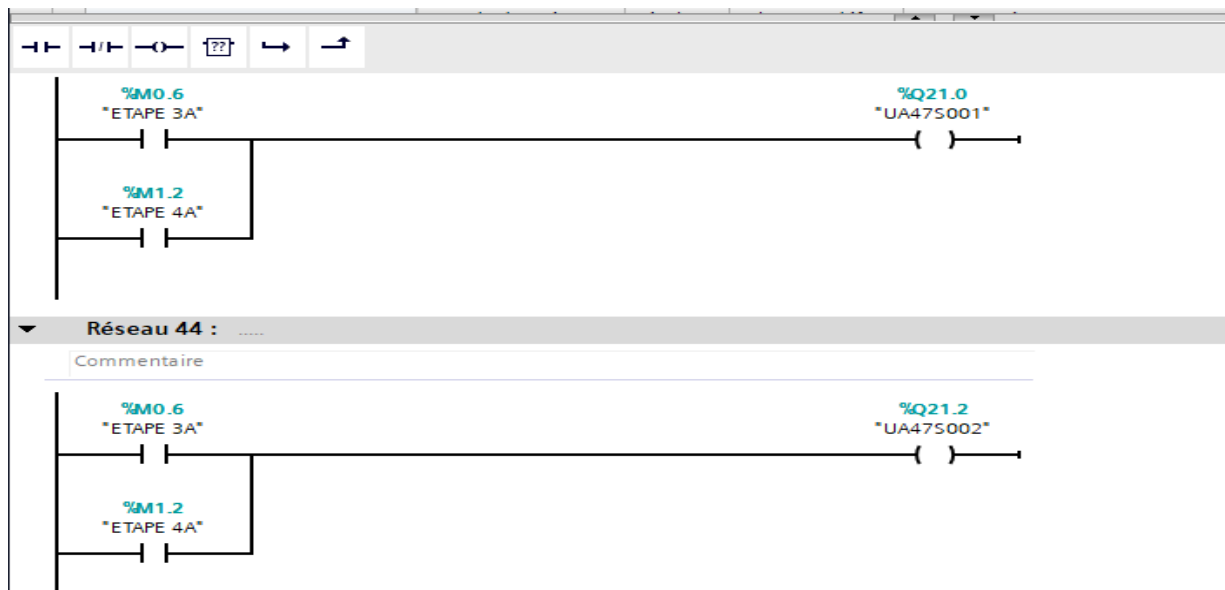 ??
%M0.6 %Q21.0
"ETAPE 3A" "UA47S001"
%M1.2
"ETAPE 4A"
Réseau 44 : .....
Commentaire
%M0.6 %Q21.2
"ETAPE 3A" "UA47S002"
%M1.2
"ETAPE 4A"